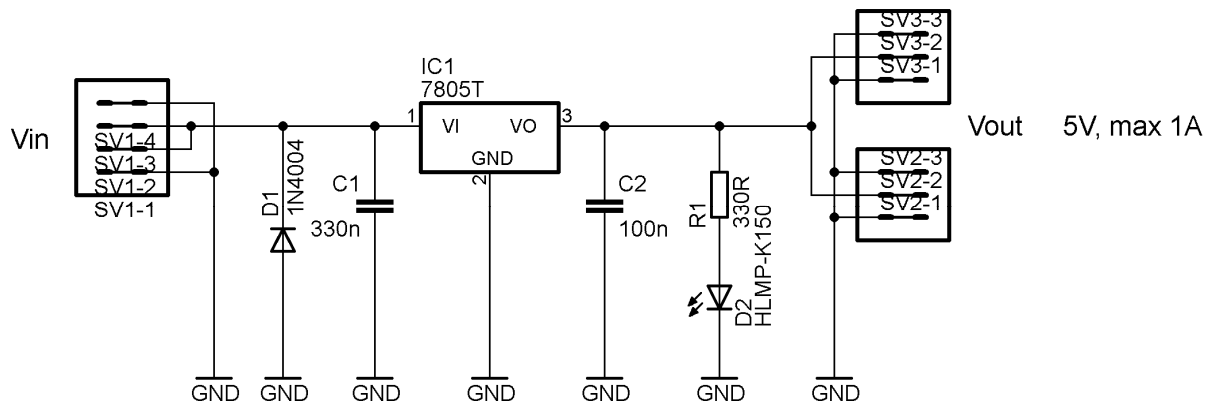 Vin
SV1-4
SV1-3
SV1-2
SV1-1
D1
1N4004
C1
330n
IC1
7805T
1
VI
VO
3
GND
2
C2
100n
R1
330R
D2
HLMP-K150
SV3-3
SV3-2
SV3-1
Vout 5V, max 1A
SV2-3
SV2-2
SV2-1
GND
GND
GND
GND
GND
GND
GND